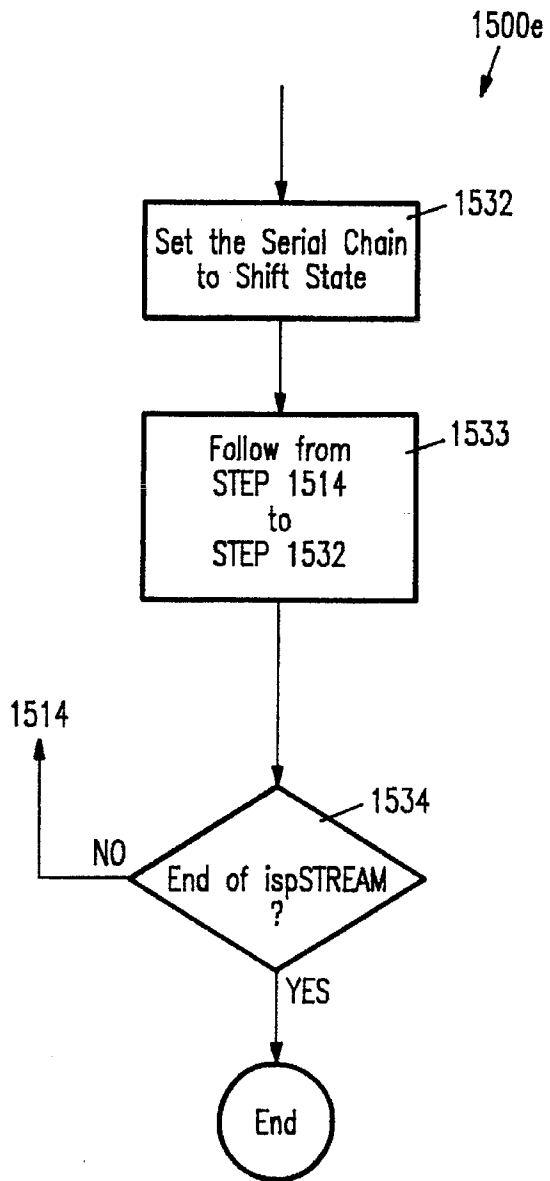 1500e
1532
Set the Serial Chain
to Shift State
1533
Follow from
STEP 1514
to
STEP 1532
1514
1534
NO
End of ispSTREAM
?
YES
End